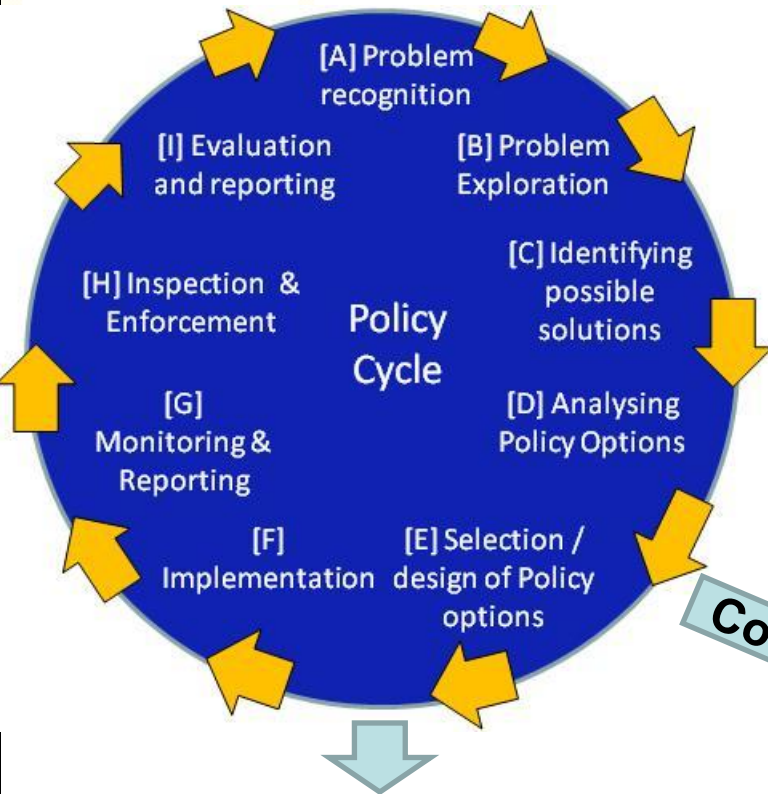 [A] Problem
recognition
[B] Problem
Exploration
[C] Identifying
possible
solutions
[D] Analysing
Policy Options
[E] Selection /
design of Policy
options
[F]
Implementation
[G]
Monitoring &
Reporting
[H] Inspection &
Enforcement
[I] Evaluation
and reporting
Policy
Cycle